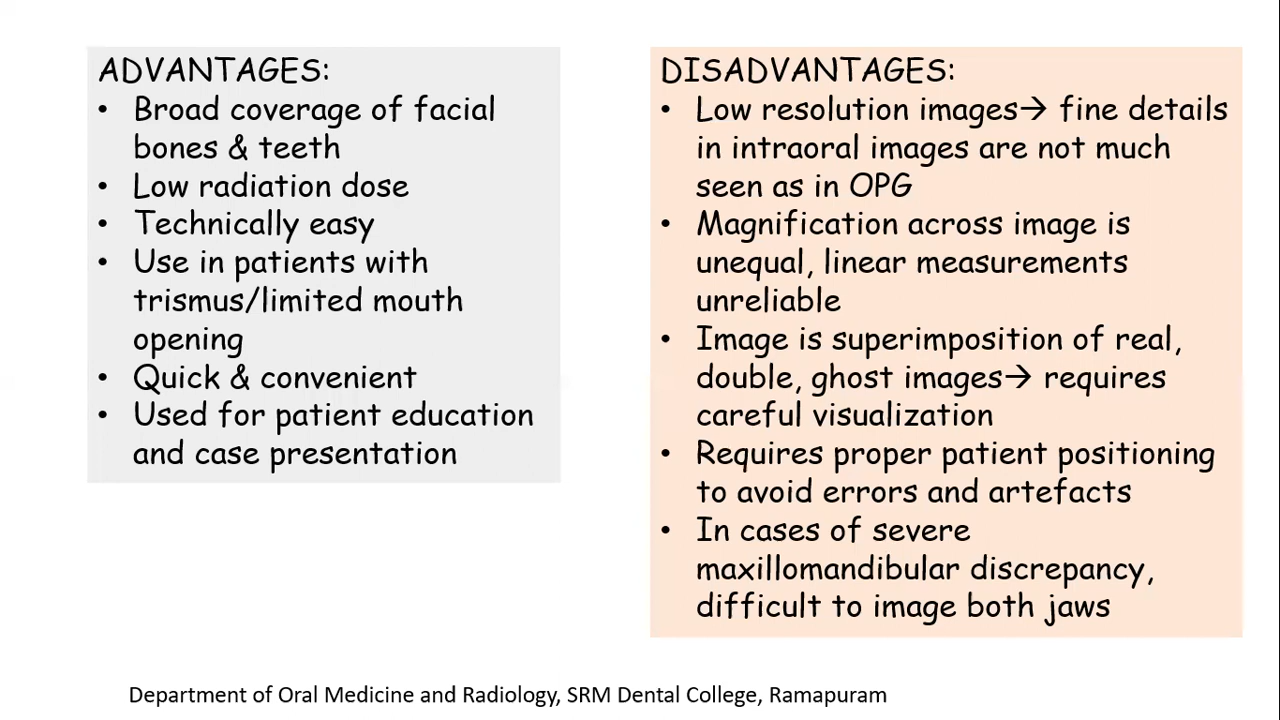 ADVANTAGES:
• Broad coverage of facial
bones & teeth
• Low radiation dose
• Technically easy
• Use in patients with
trismus/limited mouth
opening
• Quick & convenient
• Used for patient education
and case presentation
DISADVANTAGES:
• Low resolution images→ fine details
in intraoral images are not much
seen as in OPG
• Magnification across image is
unequal, linear measurements
unreliable
• Image is superimposition of real,
double, ghost images→ requires
careful visualization
• Requires proper patient positioning
to avoid errors and artefacts
• In cases of severe
maxillomandibular discrepancy,
difficult to image both jaws
Department of Oral Medicine and Radiology, SRM Dental College, Ramapuram